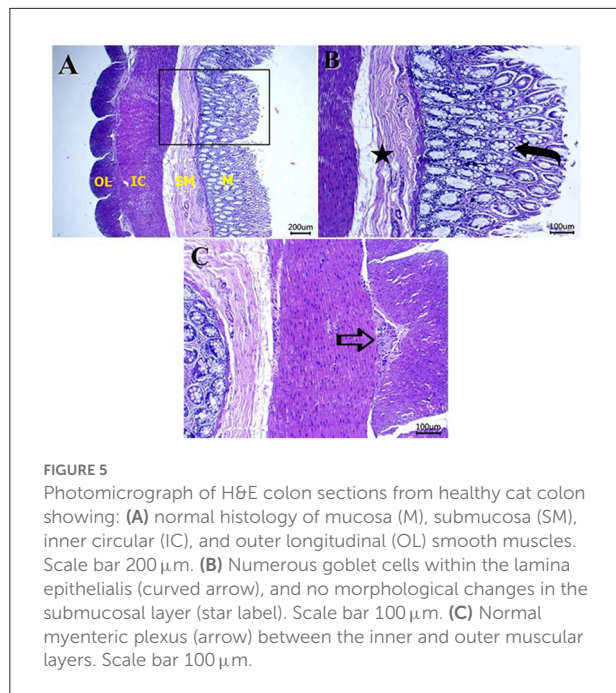 A
B
OL IC SM M
200um
100um
C
100um
FIGURE 5
Photomicrograph of H&E colon sections from healthy cat colon
showing: (A) normal histology of mucosa (M), submucosa (SM),
inner circular (IC), and outer longitudinal (OL) smooth muscles.
Scale bar 200 μm. (B) Numerous goblet cells within the lamina
epithelialis (curved arrow), and no morphological changes in the
submucosal layer (star label). Scale bar 100 μm. (C) Normal
myenteric plexus (arrow) between the inner and outer muscular
layers. Scale bar 100 μm.